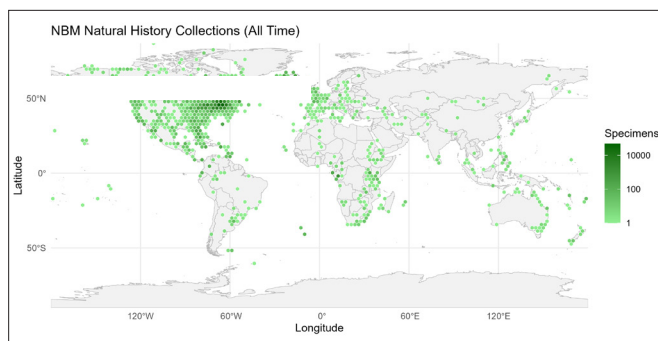 NBM Natural History Collections (All Time)
50°N
0°
50°S
Latitude
120°W
60°W
0°
60°E
120°E
Longitude
Specimens
10000
100
1